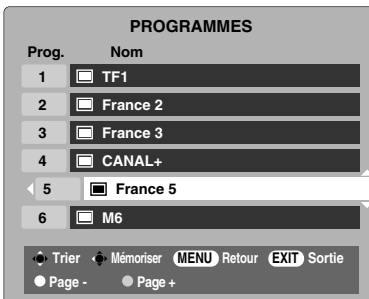 PROGRAMMES
Prog. Nom
1 TF1
2 France 2
3 France 3
4 CANAL+
5 France 5
6 M6
Trier Mémoriser MENU Retour EXIT Sortie
Page - Page +